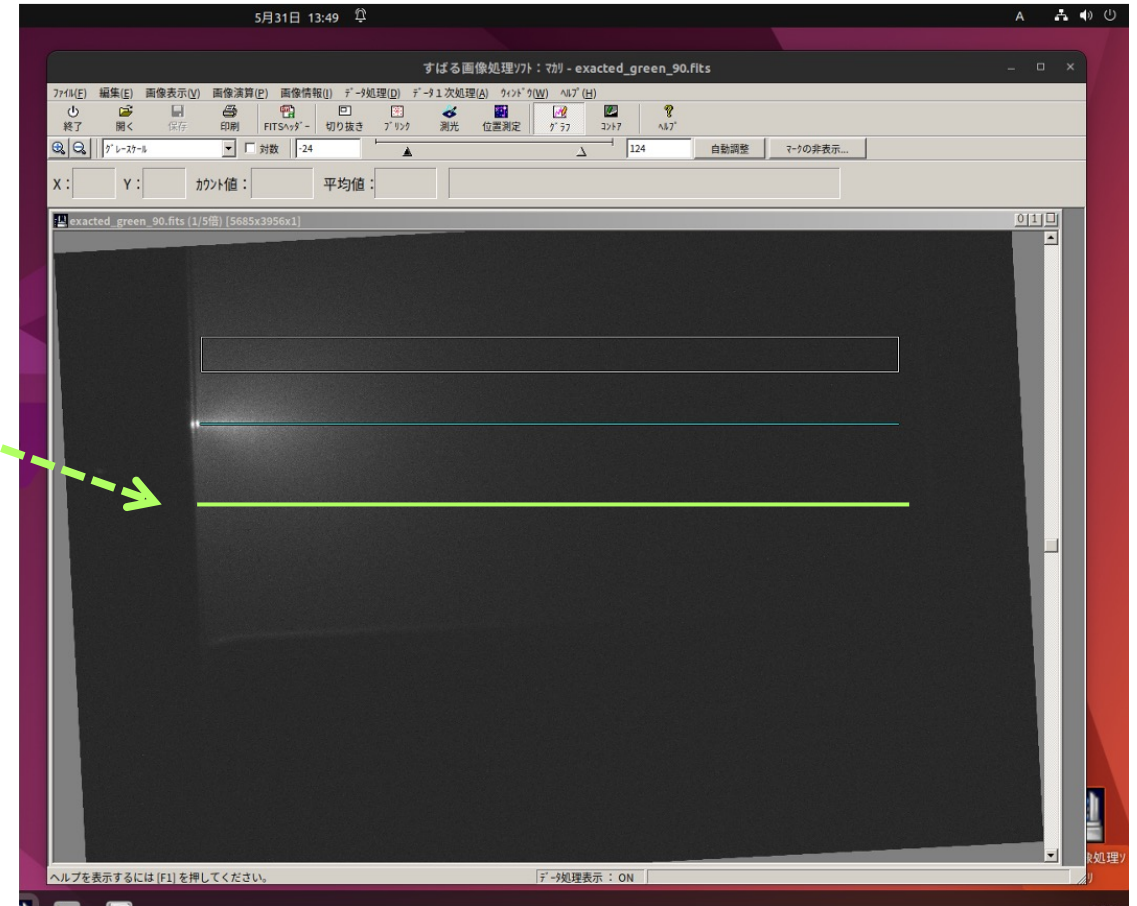 5月31日 13:49
A
すばる画像処理ソフト：マカリ - exacted_green_90.fits
ファイル(F) 編集(E) 画像表示(V) 画像演算(P) 画像情報(I) データ処理(D) データ１次処理(A) ウィンドウ(W) ヘルプ(H)
終了 開く 保存 印刷 FITSヘッダー 切り抜き ブリンク 測光 位置測定 グラフ コンドア ヘルプ
グレースケール 対数 -24 124 自動調整 マークの非表示...
X： Y： カウント値： 平均値：
exacted_green_90.fits (1/5倍) [5685x3956x1]
ヘルプを表示するには [F1] を押してください。 データ処理表示 ： ON
像処理ソ
リ